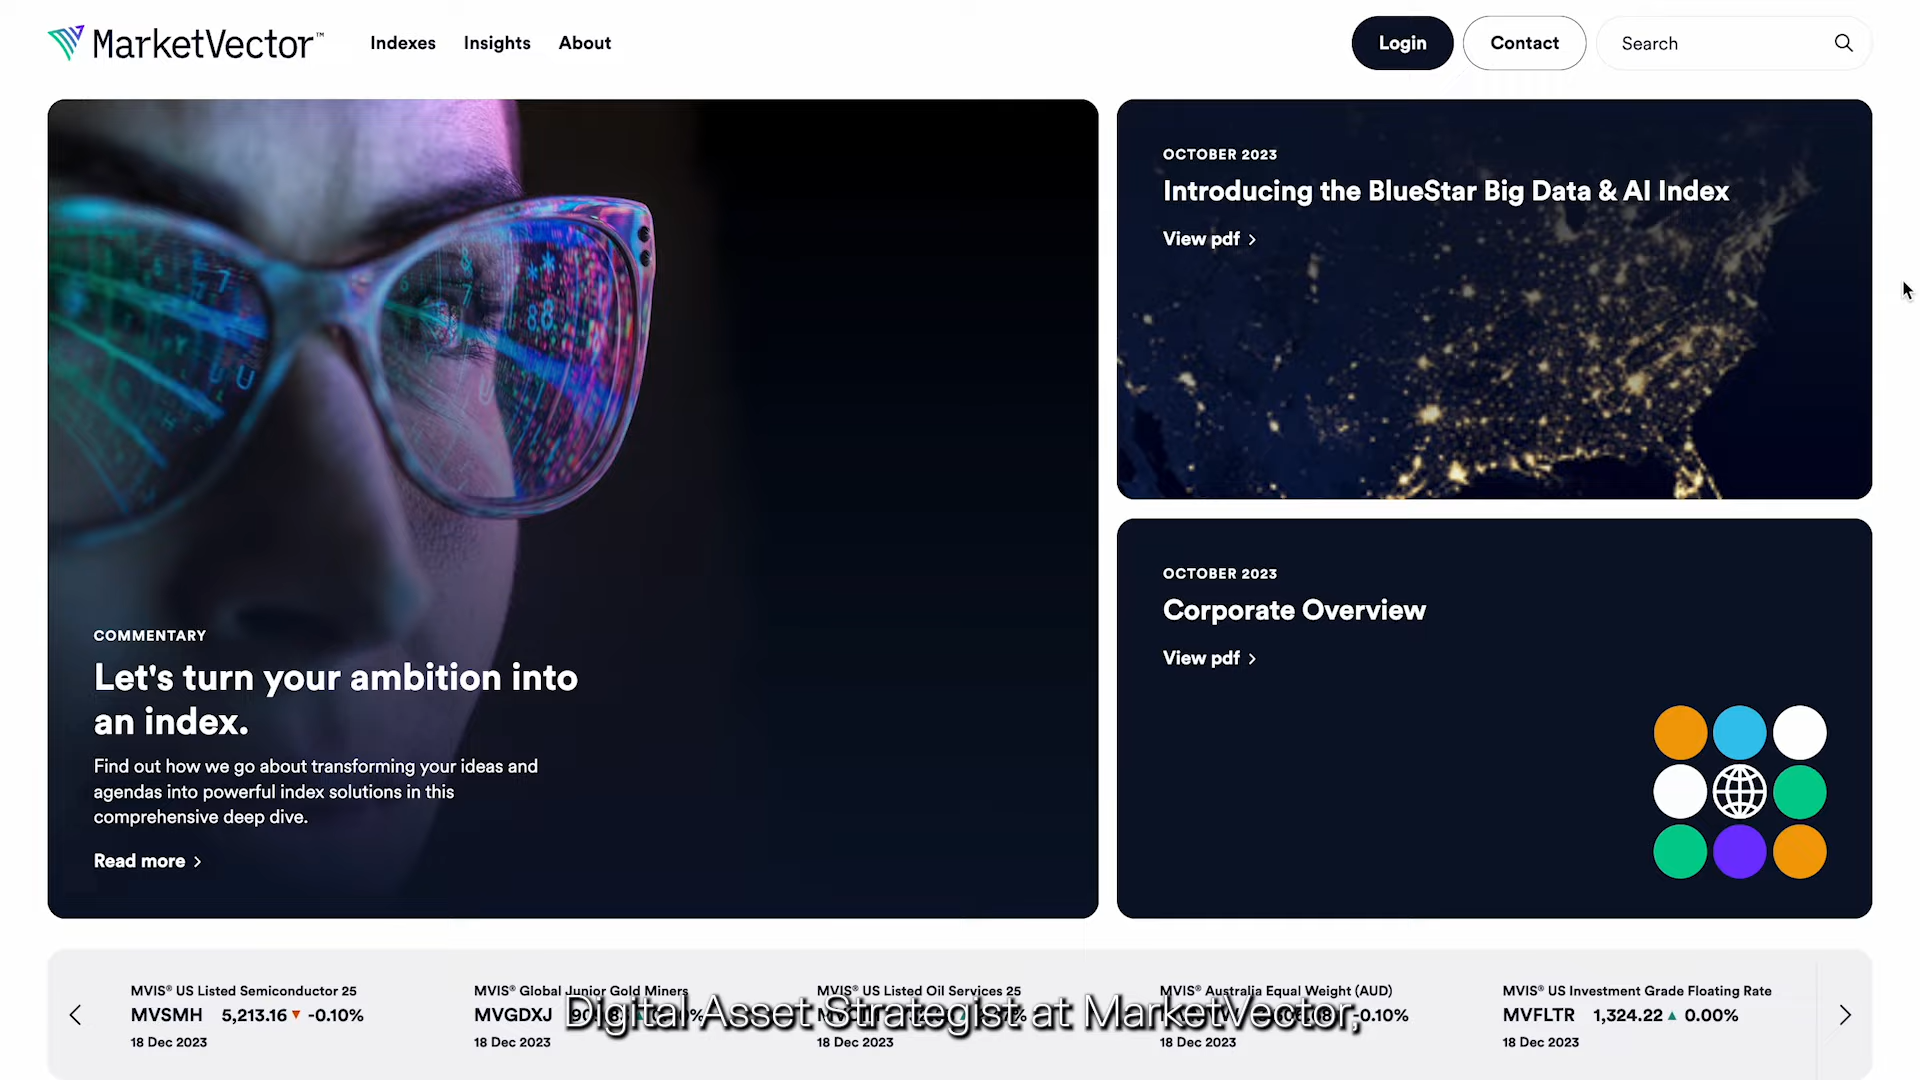 MarketVector™
Indexes
Insights
About
Login
Contact
Search
OCTOBER 2023
Introducing the BlueStar Big Data & AI Index
View pdf
COMMENTARY
Let's turn your ambition into
an index.
Find out how we go about transforming your ideas and
agendas into powerful index solutions in this
comprehensive deep dive.
Read more
OCTOBER 2023
Corporate Overview
View pdf
MVIS® US Listed Semiconductor 25
MVSMH 5,213.16 ▼ -0.10%
18 Dec 2023
MVIS® Global Junior Gold Miners
MVGDXJ
18 Dec 2023
MVIS® US Listed Oil Services 25
18 Dec 2023
MVIS® Australia Equal Weight (AUD)
-0.10%
18 Dec 2023
MVIS® US Investment Grade Floating Rate
MVFLTR 1,324.22 ▲ 0.00%
18 Dec 2023
Digital Asset Strategist at MarketVector,